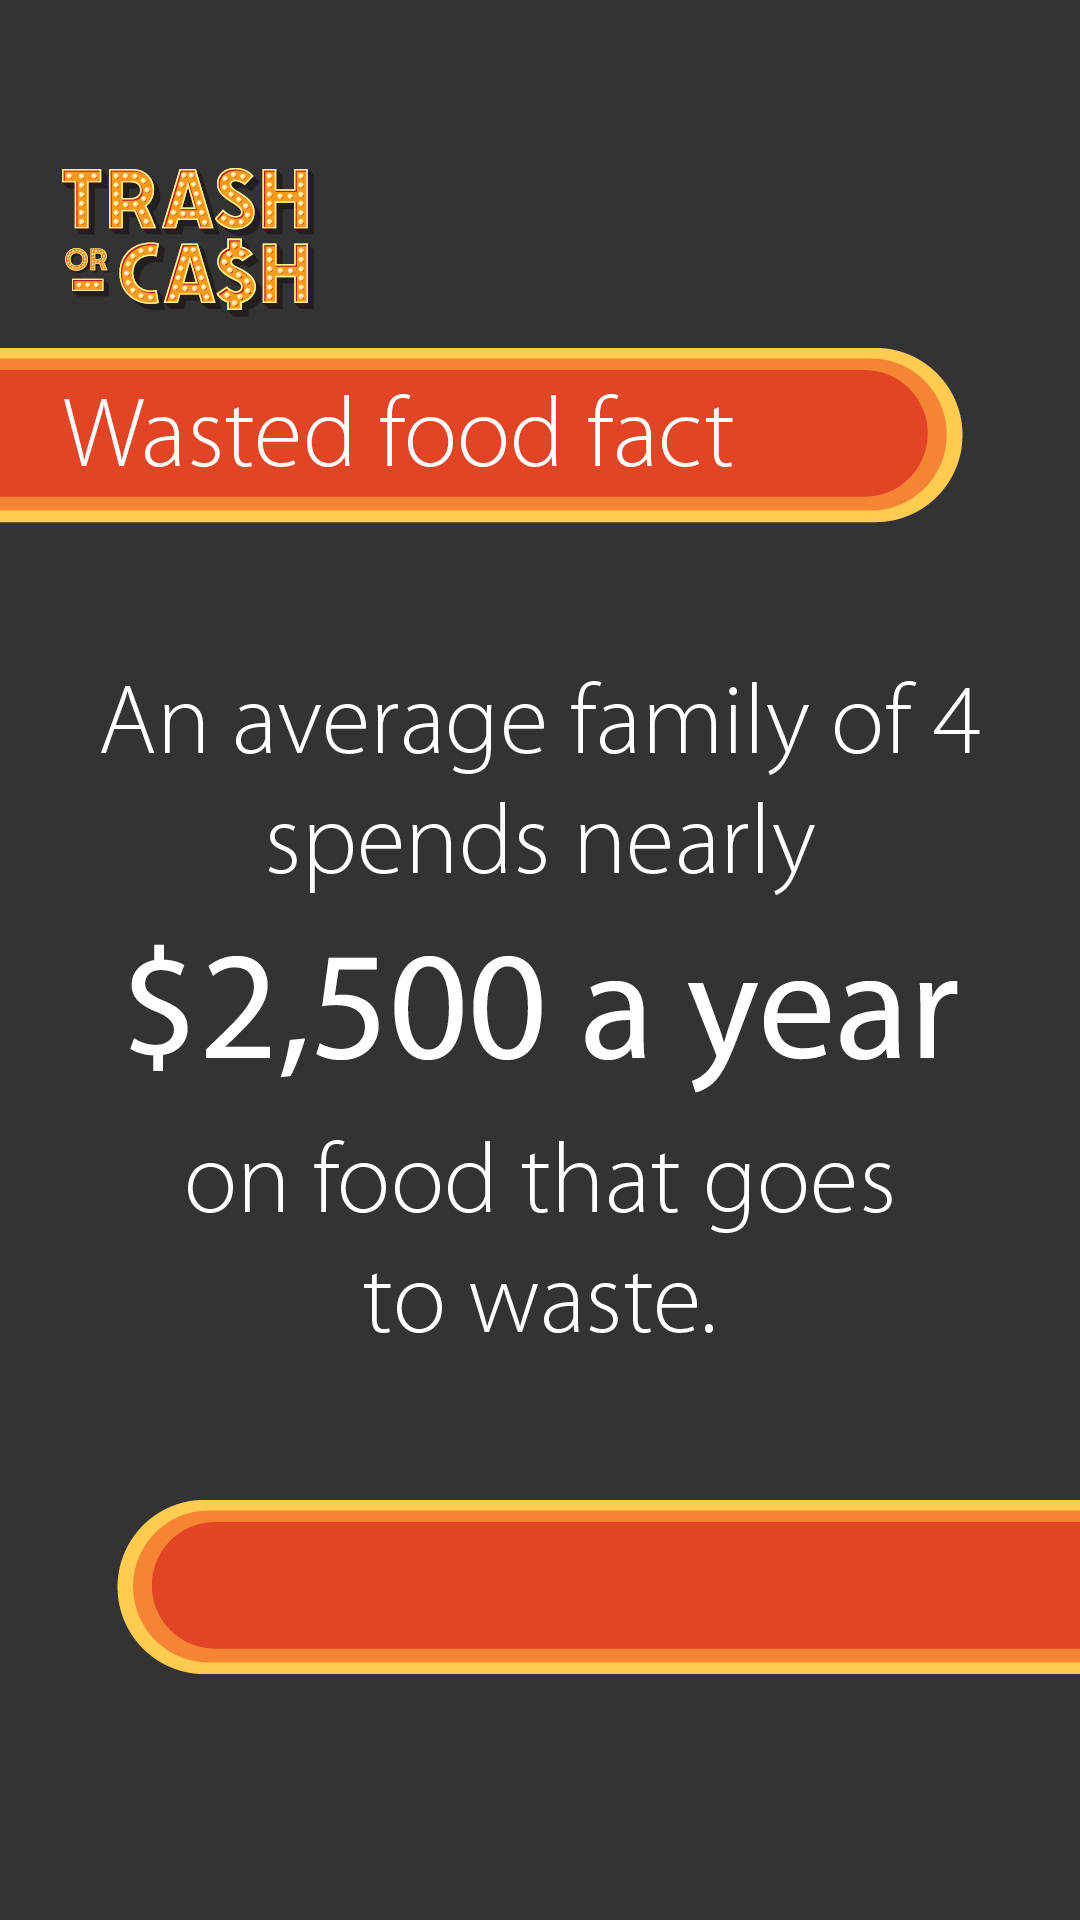 TRASH
OR CA$H
Wasted food fact
An average family of 4
spends nearly
$2,500 a year
on food that goes
to waste.